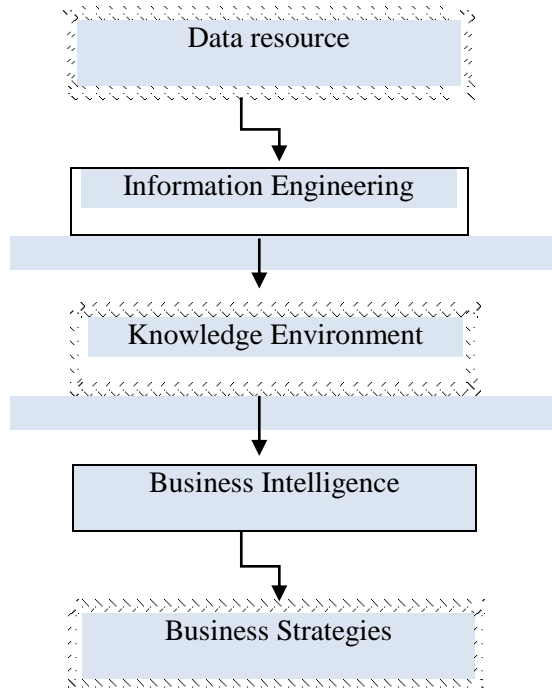 Data resource
Information Engineering
Knowledge Environment
Business Intelligence
Business Strategies